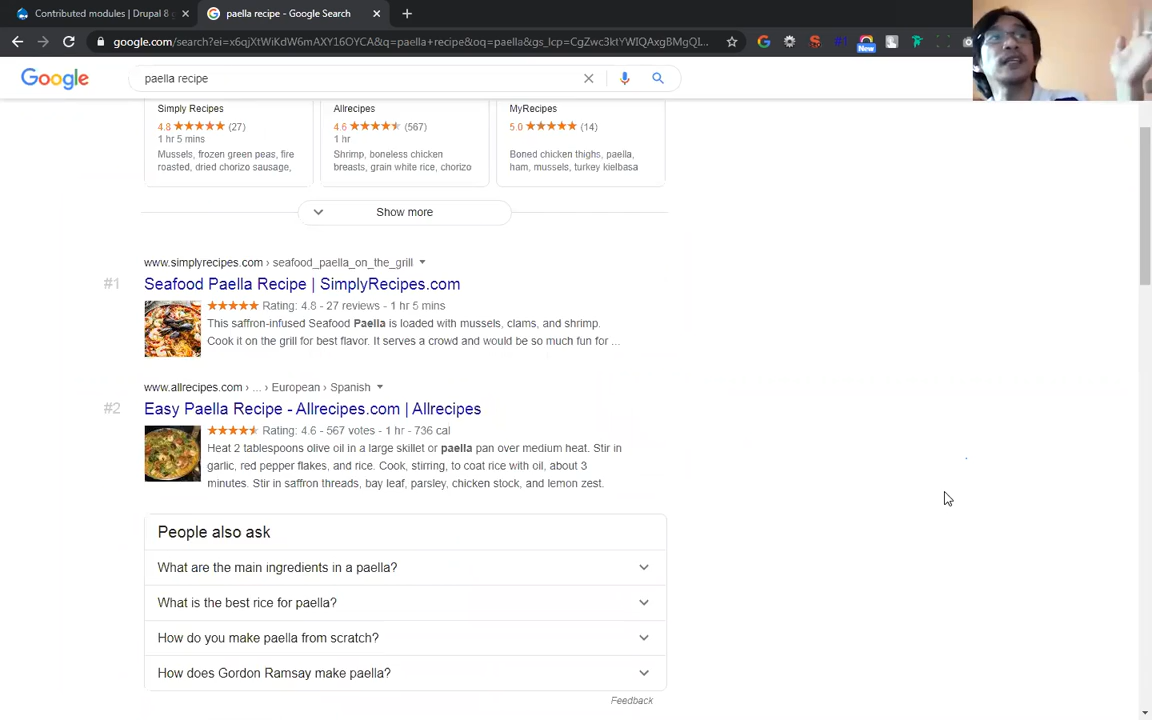 Contributed modules | Drupal 8 g
paella recipe - Google Search
google.com/search?ei=x6qjXtWiKdW6mAXY16OYCA&q=paella+recipe&oq=paella&gs_lcp=CgZwc3ktYWIQAxgBMgQI...
#1
New
Google
paella recipe
Simply Recipes
4.8 (27)
1 hr 5 mins
Mussels, frozen green peas, fire
roasted, dried chorizo sausage,
Allrecipes
4.6 (567)
1 hr
Shrimp, boneless chicken
breasts, grain white rice, chorizo
MyRecipes
5.0 (14)
Boned chicken thighs, paella,
ham, mussels, turkey kielbasa
Show more
www.simplyrecipes.com › seafood_paella_on_the_grill
#1
Seafood Paella Recipe | SimplyRecipes.com
Rating: 4.8 - 27 reviews - 1 hr 5 mins
This saffron-infused Seafood Paella is loaded with mussels, clams, and shrimp.
Cook it on the grill for best flavor. It serves a crowd and would be so much fun for ...
www.allrecipes.com › ... › European › Spanish
#2
Easy Paella Recipe - Allrecipes.com | Allrecipes
Rating: 4.6 - 567 votes - 1 hr - 736 cal
Heat 2 tablespoons olive oil in a large skillet or paella pan over medium heat. Stir in
garlic, red pepper flakes, and rice. Cook, stirring, to coat rice with oil, about 3
minutes. Stir in saffron threads, bay leaf, parsley, chicken stock, and lemon zest.
People also ask
What are the main ingredients in a paella?
What is the best rice for paella?
How do you make paella from scratch?
How does Gordon Ramsay make paella?
Feedback